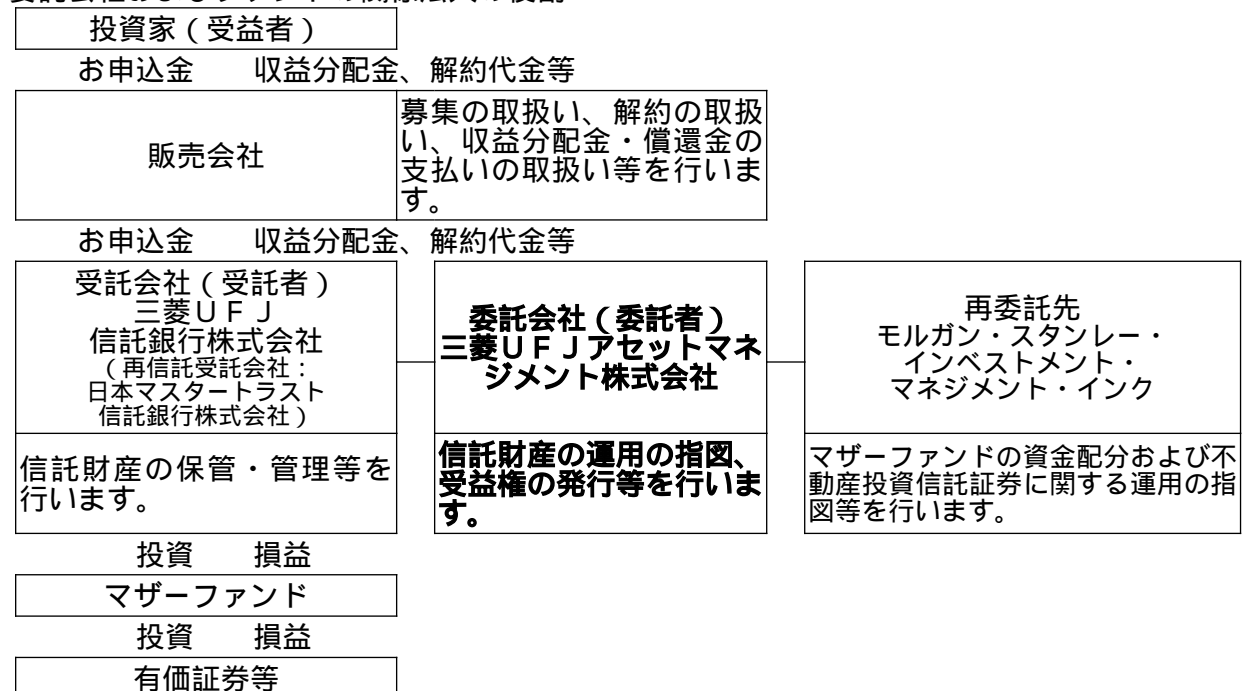 投資家（受益者）
お申込金　　収益分配金、解約代金等
販売会社
募集の取扱い、解約の取扱
い、収益分配金・償還金の
支払いの取扱い等を行いま
す。
お申込金　　収益分配金、解約代金等
受託会社（受託者）
三菱ＵＦＪ
信託銀行株式会社
（再信託受託会社：
日本マスタートラスト
信託銀行株式会社）
委託会社（委託者）
三菱ＵＦＪアセットマネ
ジメント株式会社
再委託先
モルガン・スタンレー・
インベストメント・
マネジメント・インク
信託財産の保管・管理等を
行います。
信託財産の運用の指図、
受益権の発行等を行いま
す。
マザーファンドの資金配分および不
動産投資信託証券に関する運用の指
図等を行います。
投資　　損益
マザーファンド
投資　　損益
有価証券等